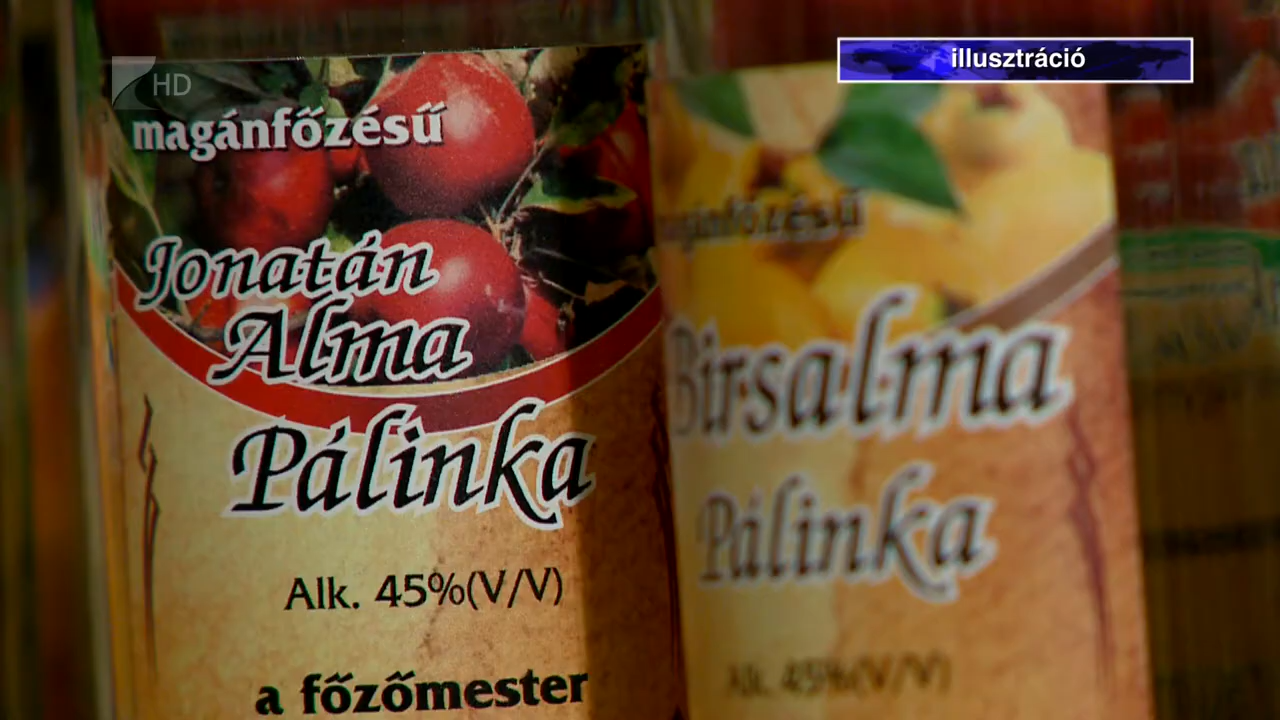 HD
illusztráció
magánfőzésű
Jonatán
Alma
Pálinka
Alk. 45%(V/V)
a főzőmester
magánfőzésű
Birsalma
Pálinka
Alk. 45%(V/V)